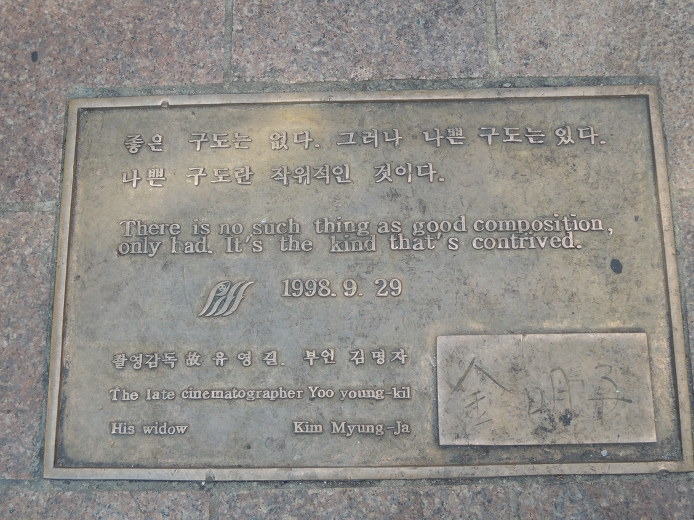 좋은 구도는 없다. 그러나 나쁜 구도는 있다.
나쁜 구도란 작위적인 것이다.
There is no such thing as good composition,
only bad. It's the kind that's contrived.
PIFF 1998. 9. 29
촬영감독 故 유영길. 부인 김명자
The late cinematographer Yoo young-kil
His widow Kim Myung-Ja
金明子